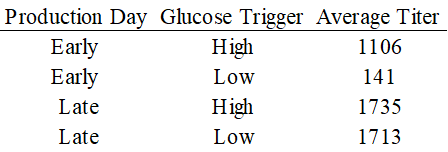 Production Day Glucose Trigger Average Titer
Early High 1106
Early Low 141
Late High 1735
Late Low 1713